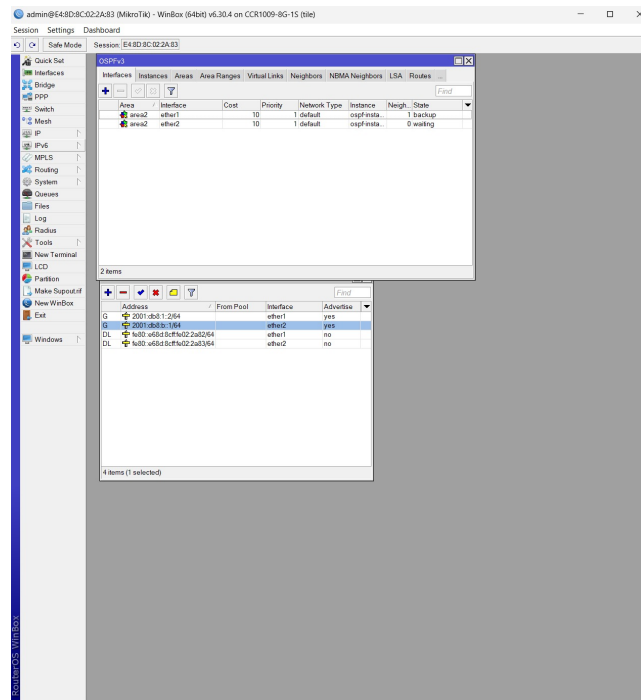 admin@E4:8D:8C:02:2A:83 (MikroTik) - WinBox (64bit) v6.30.4 on CCR1009-8G-1S (tile)
Session Settings Dashboard
Safe Mode Session: E4:8D:8C:02:2A:83
Quick Set
Interfaces
Bridge
PPP
Switch
Mesh
IP
IPv6
MPLS
Routing
System
Queues
Files
Log
Radius
Tools
New Terminal
LCD
Partition
Make Supout.rif
New WinBox
Exit
Windows
RouterOS WinBox
OSPFv3
Interfaces Instances Areas Area Ranges Virtual Links Neighbors NBMA Neighbors LSA Routes ...
Find
Area Interface Cost Priority Network Type Instance Neigh... State
area2 ether1 10 1 default ospf-insta... 1 backup
area2 ether2 10 1 default ospf-insta... 0 waiting
2 items
Find
Address From Pool Interface Advertise
G 2001:db8:1::2/64 ether1 yes
G 2001:db8:b::1/64 ether2 yes
DL fe80::e68d:8cff:fe02:2a82/64 ether1 no
DL fe80::e68d:8cff:fe02:2a83/64 ether2 no
4 items (1 selected)